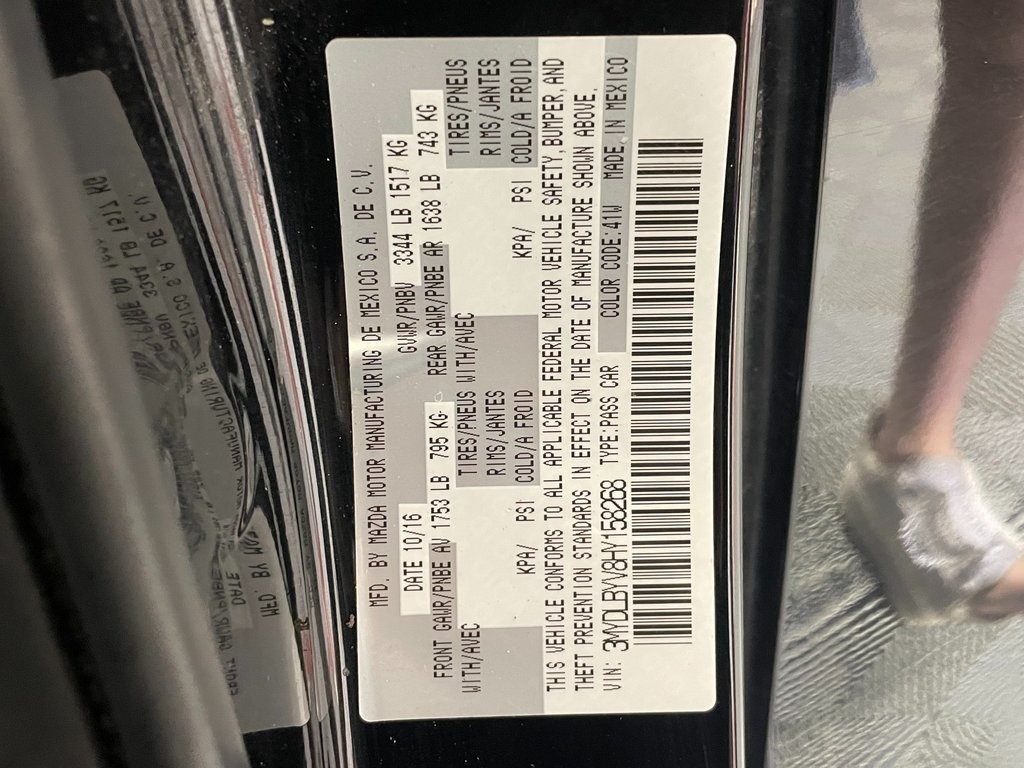 MFD. BY MAZDA MOTOR MANUFACTURING DE MEXICO S.A. DE C.V.
DATE 10/16 GVWR/PNBV 3344 LB 1517 KG
FRONT GAWR/PNBE AV 1753 LB 795 KG REAR GAWR/PNBE AR 1638 LB 743 KG
WITH/AVEC TIRES/PNEUS WITH/AVEC TIRES/PNEUS
RIMS/JANTES RIMS/JANTES
KPA/ PSI COLD/A FROID KPA/ PSI COLD/A FROID
THIS VEHICLE CONFORMS TO ALL APPLICABLE FEDERAL MOTOR VEHICLE SAFETY, BUMPER, AND
THEFT PREVENTION STANDARDS IN EFFECT ON THE DATE OF MANUFACTURE SHOWN ABOVE.
VIN: 3MYDLBYV8HY158268 TYPE:PASS CAR COLOR CODE:41W MADE IN MEXICO